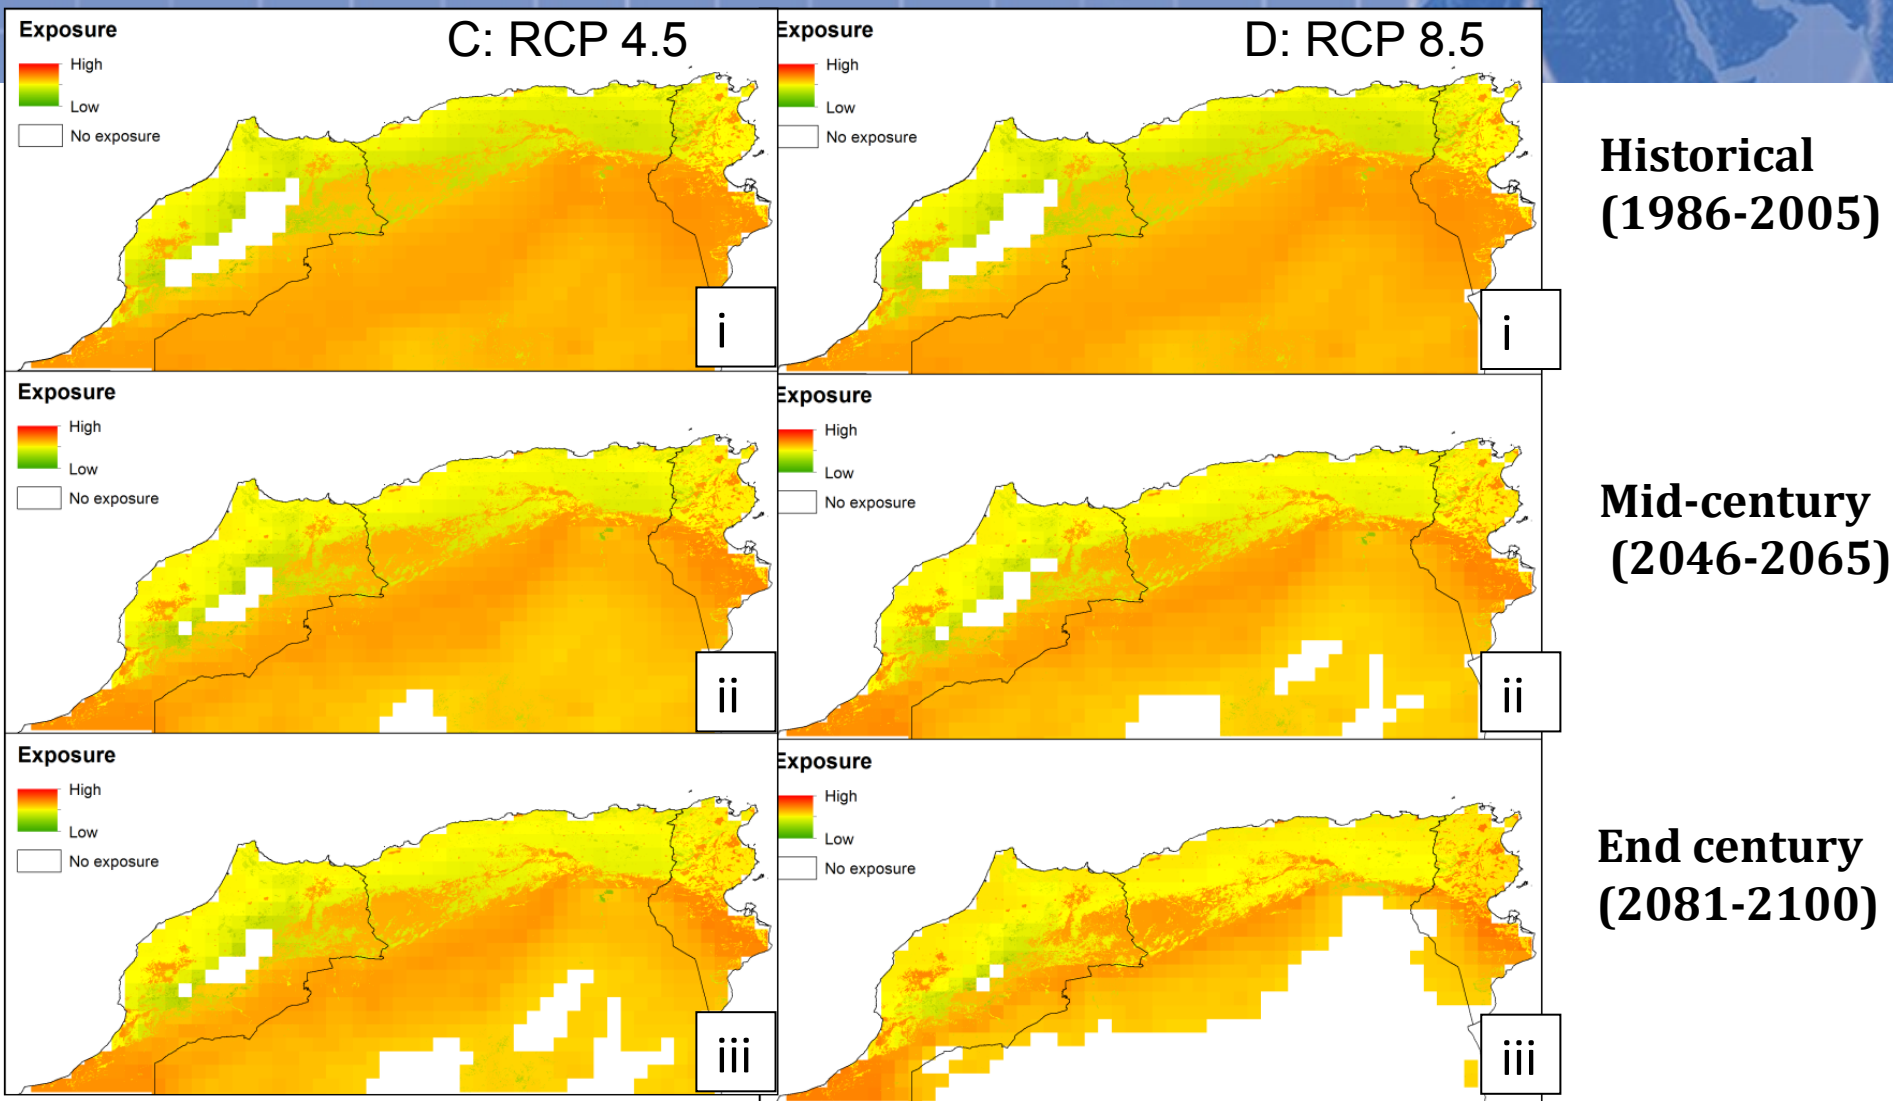 Exposure
C: RCP 4.5
High
Low
No exposure
i
Exposure
D: RCP 8.5
High
Low
No exposure
i
Historical
(1986-2005)
Exposure
High
Low
No exposure
ii
Exposure
High
Low
No exposure
ii
Mid-century
(2046-2065)
Exposure
High
Low
No exposure
iii
Exposure
High
Low
No exposure
iii
End century
(2081-2100)